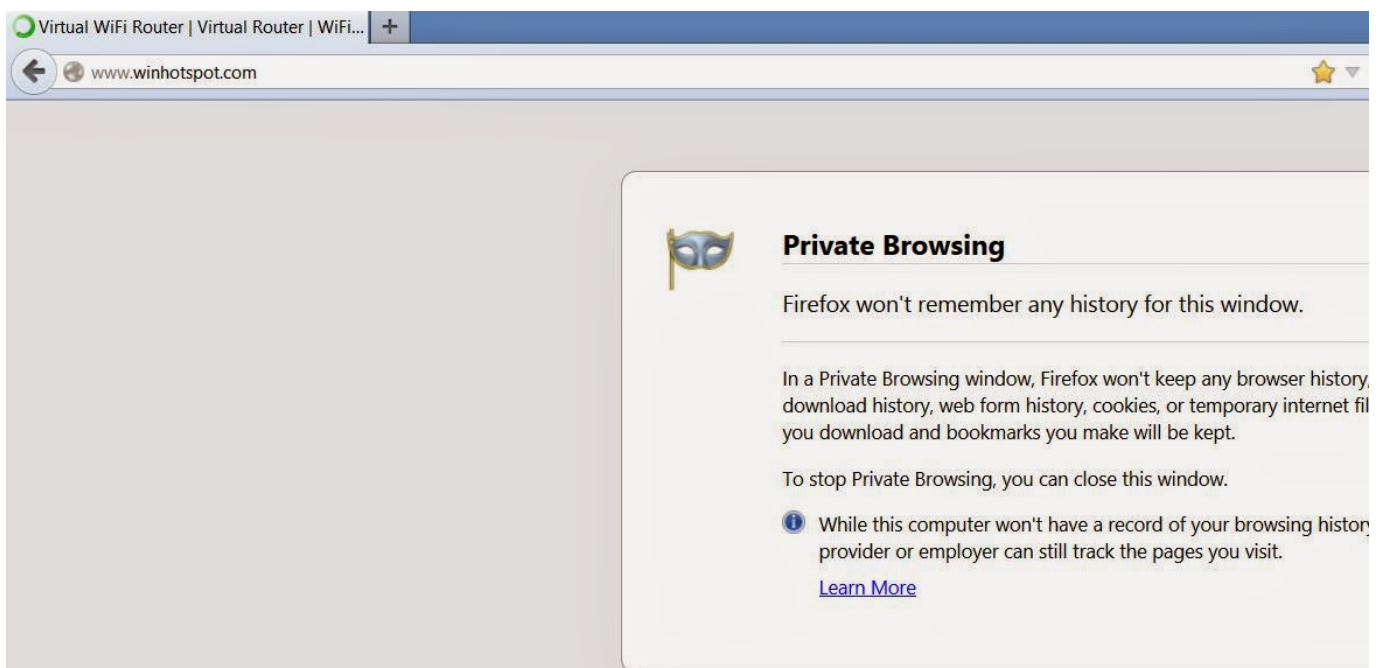 Virtual WiFi Router | Virtual Router | WiFi...
www.winhotspot.com
Private Browsing
Firefox won't remember any history for this window.
In a Private Browsing window, Firefox won't keep any browser history,
download history, web form history, cookies, or temporary internet fil
you download and bookmarks you make will be kept.
To stop Private Browsing, you can close this window.
While this computer won't have a record of your browsing history
provider or employer can still track the pages you visit.
Learn More